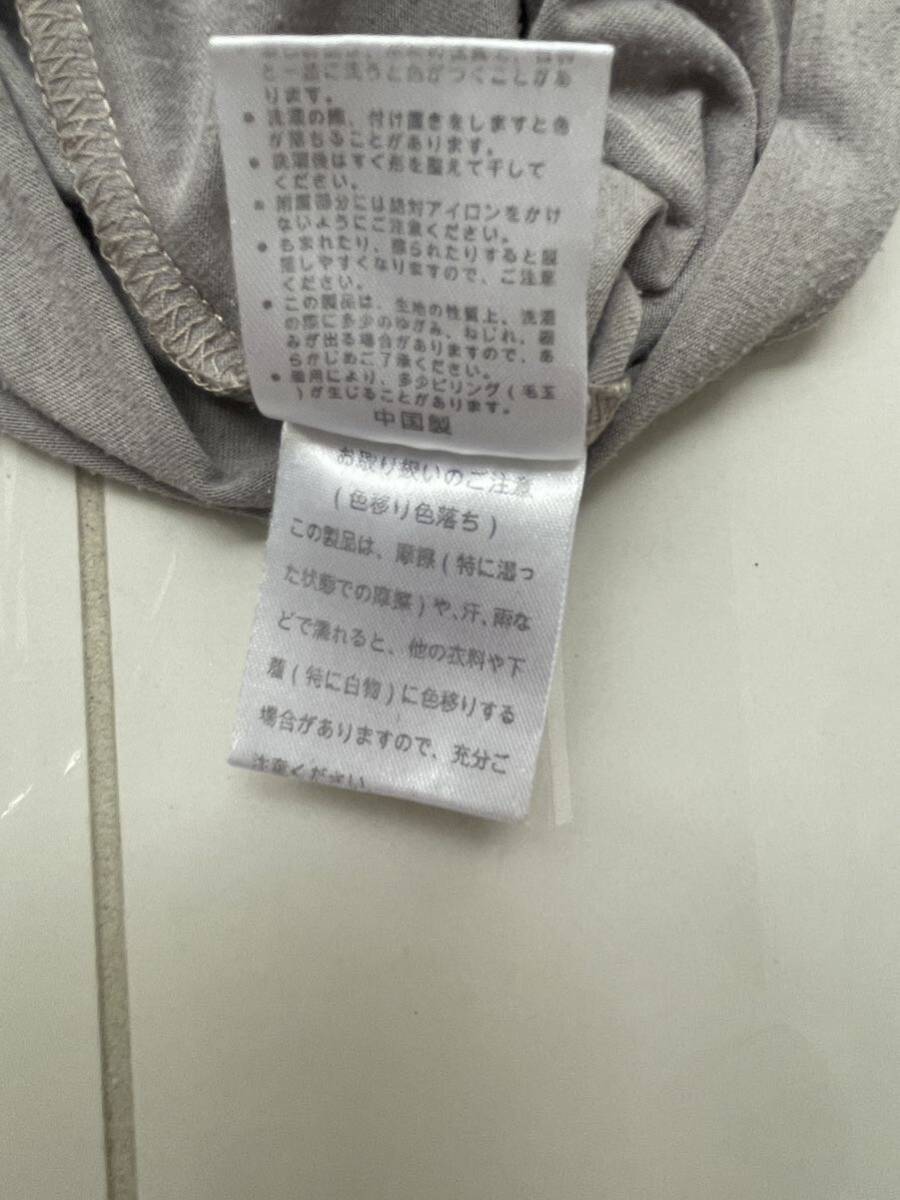 と一緒に洗うと色がつくことがあ
ります。
● 洗濯の際、付け置きをしますと色
が落ちることがあります。
● 洗濯後はすぐ形を整えて干して
ください。
● 附属部分には絶対アイロンをかけ
ないようにご注意ください。
● もまれたり、擦られたりすると脱
しやすくなりますので、ご注意
ください。
● この製品は、生地の性質上、洗濯
の際に多少のゆがみ、ねじれ、縮
みが出る場合がありますので、あ
らかじめご了承ください。
● 着用により、多少ピリング(毛玉
)が生じることがあります。
中国製
お取り扱いのご注意
(色移り色落ち)
この製品は、摩擦(特に湿っ
た状態での摩擦)や、汗、雨な
どで濡れると、他の衣料や下
着(特に白物)に色移りする
場合がありますので、充分ご
注意ください